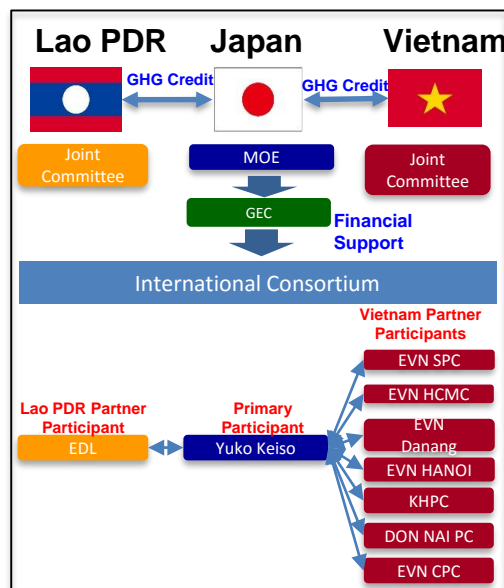 Lao PDR
Japan
Vietnam
GHG Credit
GHG Credit
Joint
Committee
MOE
Joint
Committee
GEC
Financial
Support
International Consortium
Vietnam Partner
Participants
EVN SPC
EVN HCMC
Lao PDR Partner
Participant
Primary
Participant
EVN
Danang
EDL
Yuko Keiso
EVN HANOI
KHPC
DON NAI PC
EVN CPC